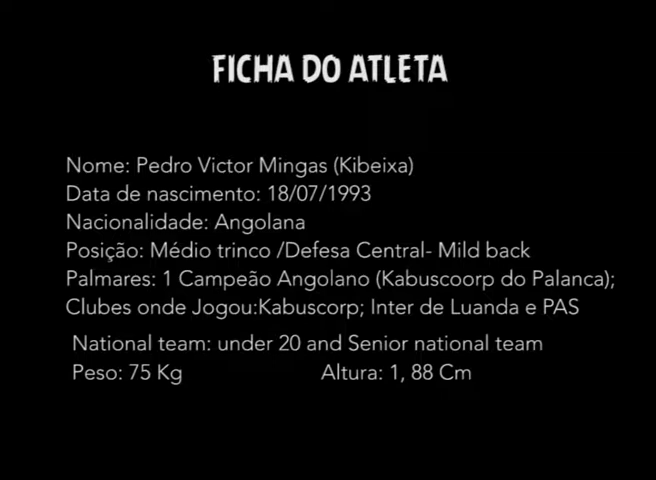 FICHA DO ATLETA
Nome: Pedro Victor Mingas (Kibeixa)
Data de nascimento: 18/07/1993
Nacionalidade: Angolana
Posição: Médio trinco /Defesa Central- Mild back
Palmares: 1 Campeão Angolano (Kabuscoorp do Palanca);
Clubes onde Jogou:Kabuscorp; Inter de Luanda e PAS
National team: under 20 and Senior national team
Peso: 75 Kg Altura: 1, 88 Cm